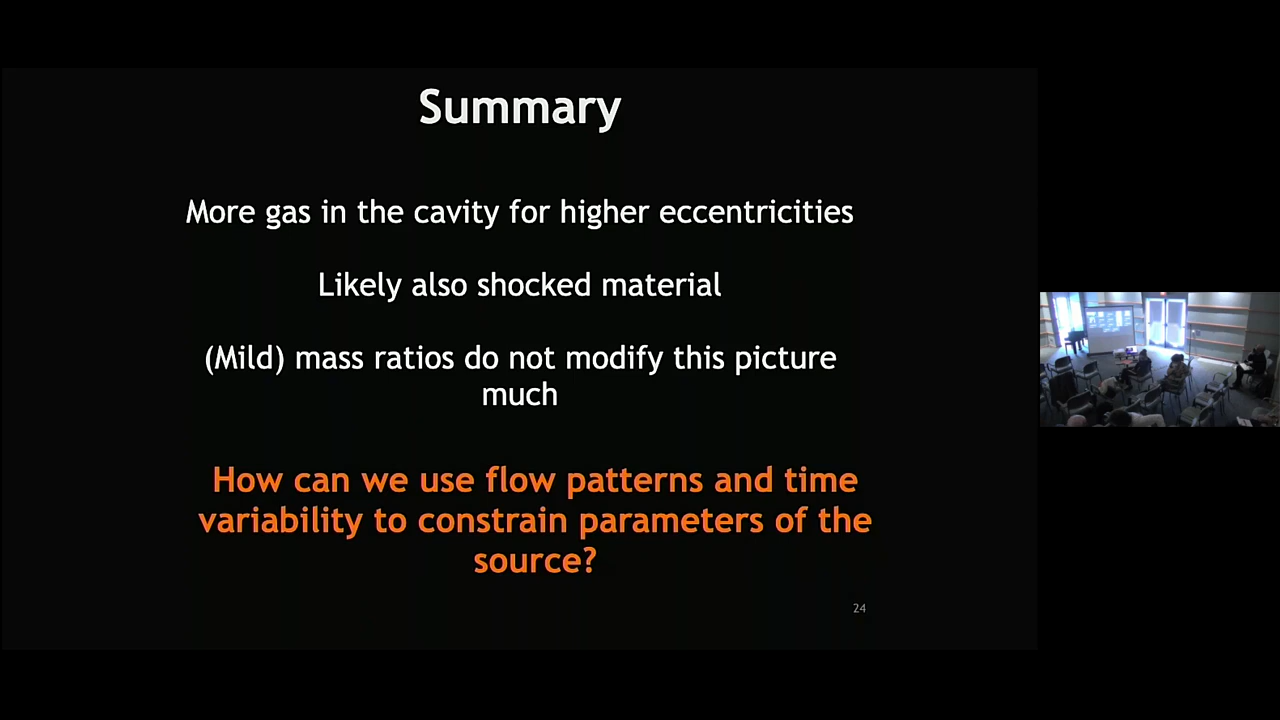 Summary
More gas in the cavity for higher eccentricities
Likely also shocked material
(Mild) mass ratios do not modify this picture
much
How can we use flow patterns and time
variability to constrain parameters of the
source?
24